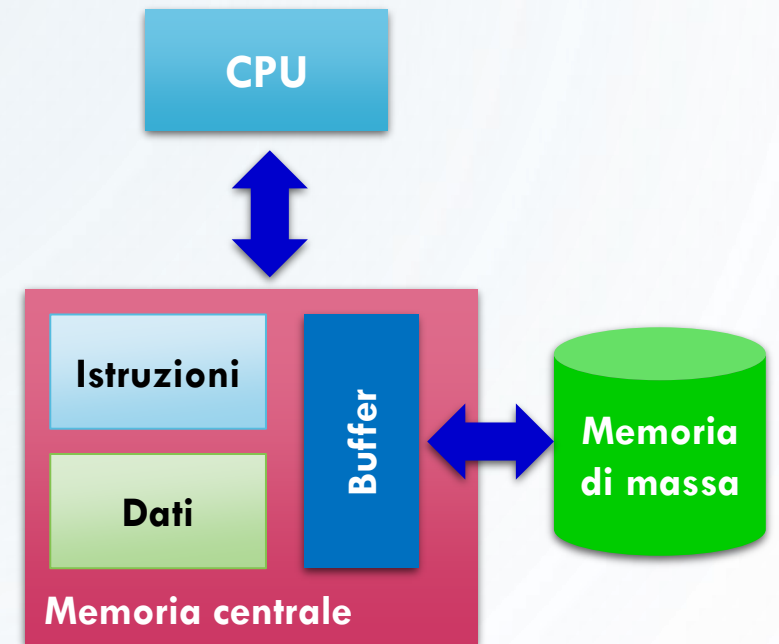 CPU
Istruzioni
Dati
Buffer
Memoria centrale
Memoria
di massa